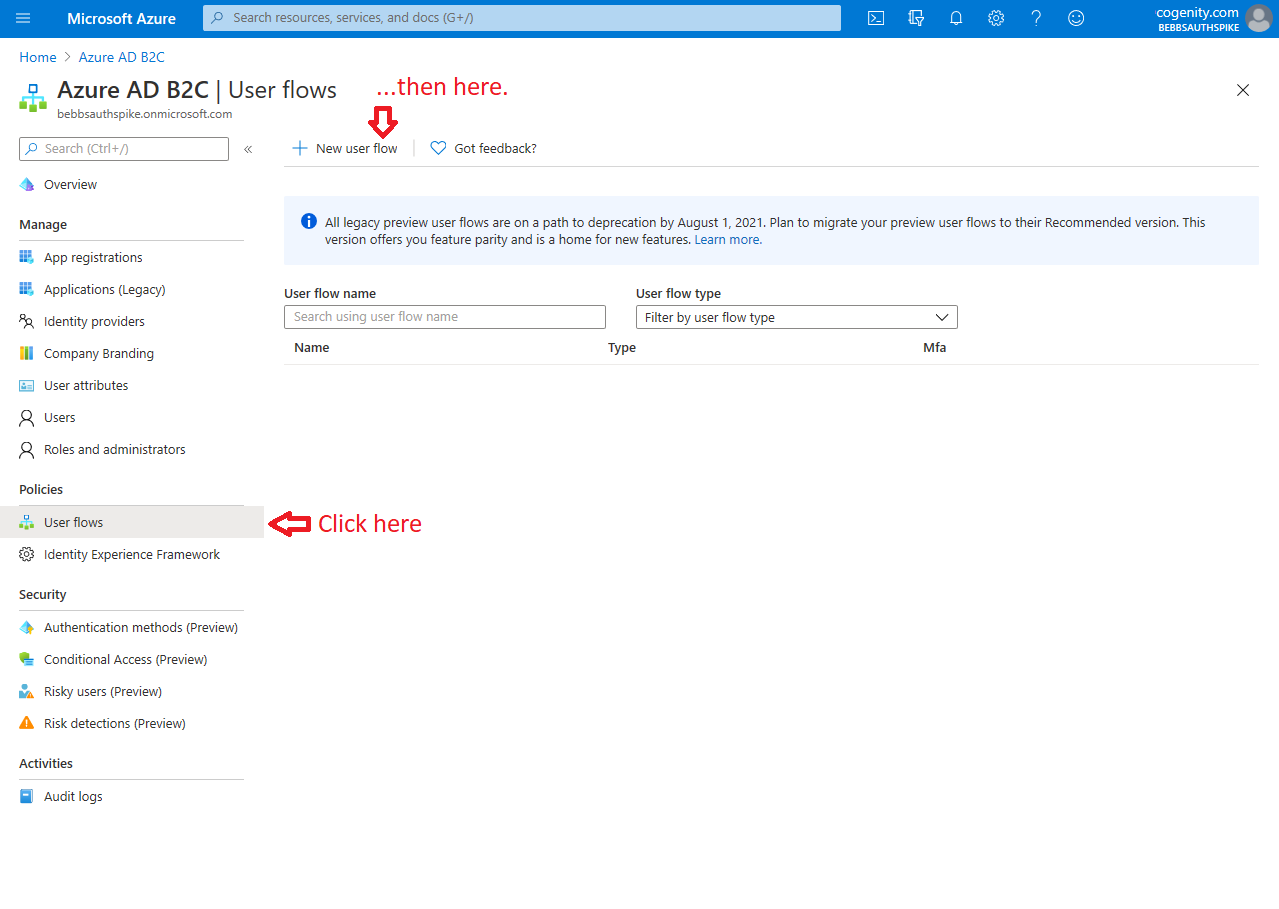 Microsoft Azure
Search resources, services, and docs (G+/)
cogenity.com
BEBBSAUTHSPIKE
Home > Azure AD B2C
Azure AD B2C | User flows
bebbsauthspike.onmicrosoft.com
...then here.
Search (Ctrl+/)
«
New user flow
Got feedback?
Overview
Manage
App registrations
Applications (Legacy)
Identity providers
Company Branding
User attributes
Users
Roles and administrators
Policies
User flows
Identity Experience Framework
Security
Authentication methods (Preview)
Conditional Access (Preview)
Risky users (Preview)
Risk detections (Preview)
Activities
Audit logs
All legacy preview user flows are on a path to deprecation by August 1, 2021. Plan to migrate your preview user flows to their Recommended version. This
version offers you feature parity and is a home for new features. Learn more.
User flow name
Search using user flow name
User flow type
Filter by user flow type
Name Type Mfa
Click here